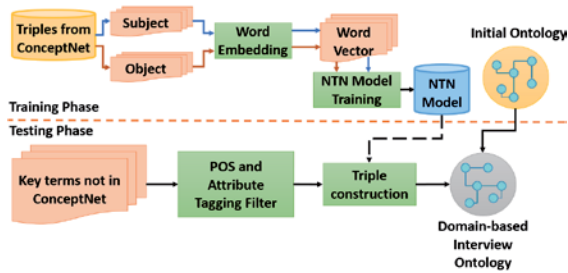 Triples from
ConceptNet
Subject
Object
Word
Embedding
Word
Vector
NTN Model
Training
NTN
Model
Initial Ontology
Training Phase
Testing Phase
Key terms not in
ConceptNet
POS and
Attribute
Tagging Filter
Triple
construction
Domain-based
Interview
Ontology